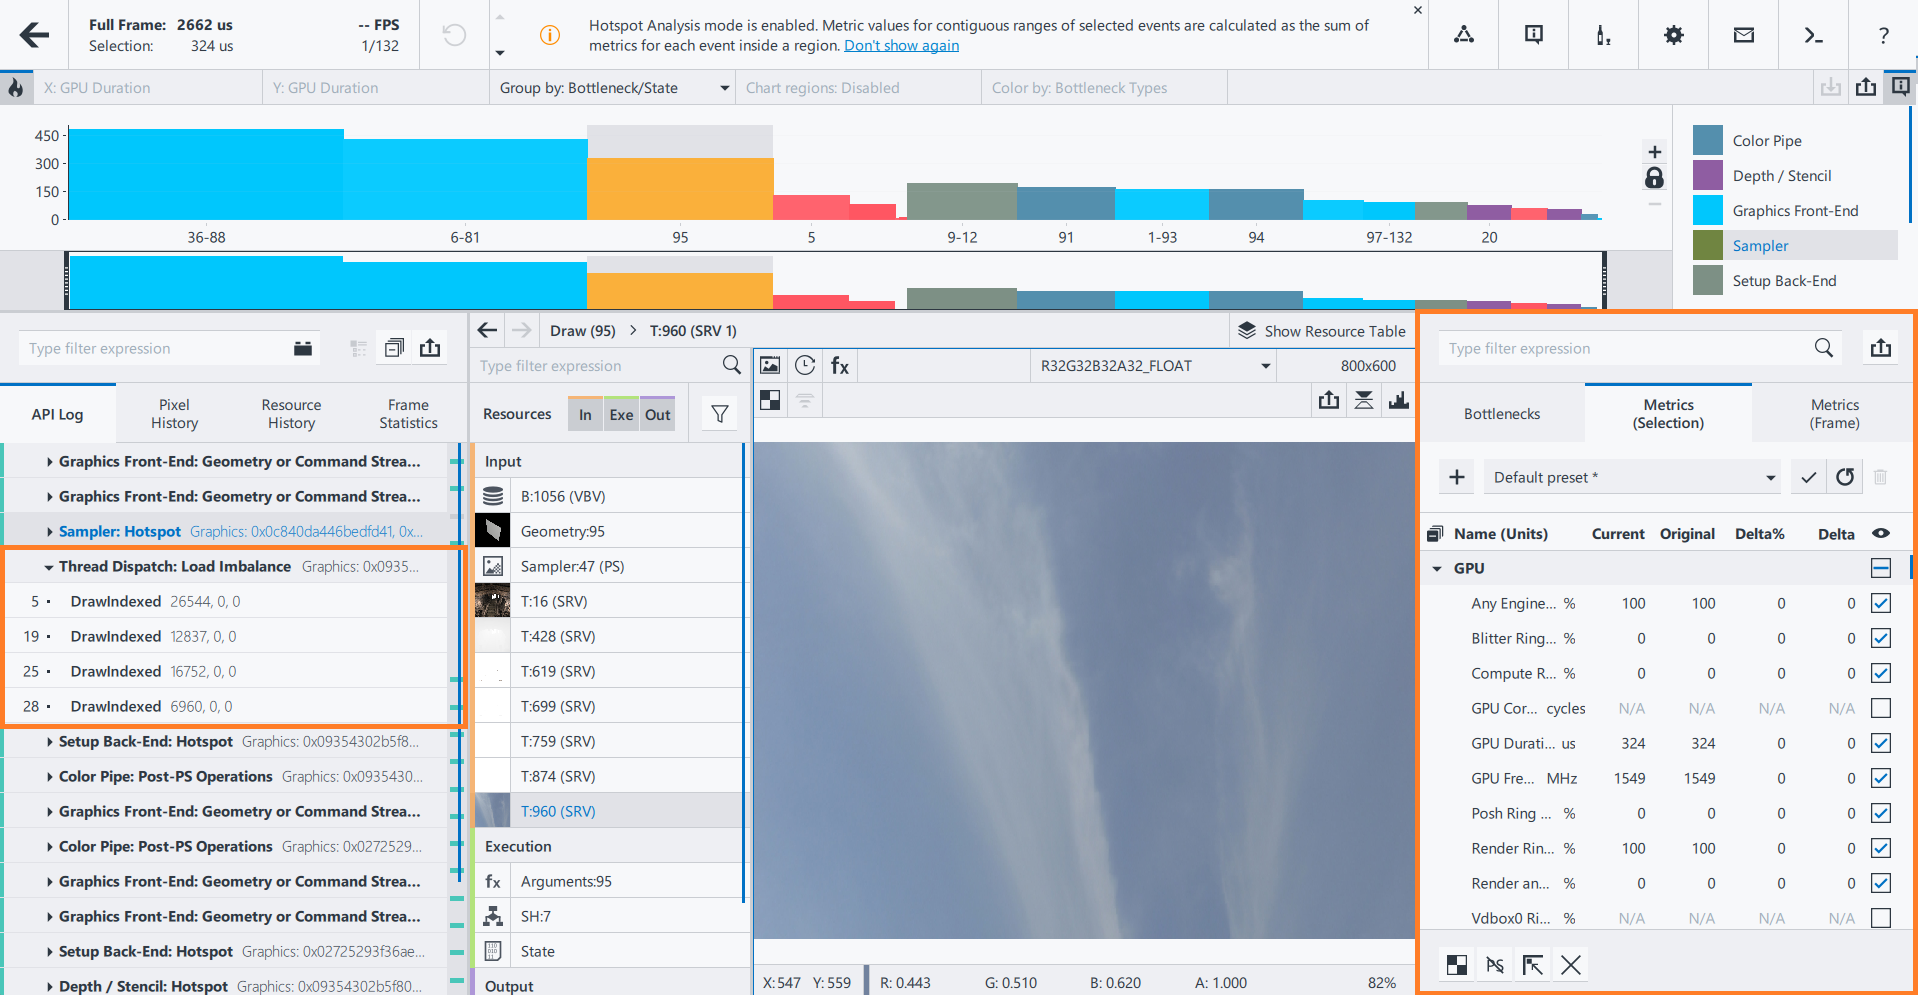 Full Frame: 2662 us
-- FPS
Selection: 324 us
1/132
Hotspot Analysis mode is enabled. Metric values for contiguous ranges of selected events are calculated as the sum of
metrics for each event inside a region. Don't show again
?
X: GPU Duration
Y: GPU Duration
Group by: Bottleneck/State
Chart regions: Disabled
Color by: Bottleneck Types
450
300
150
0
36-88
6-81
95
5
9-12
91
1-93
94
97-132
20
Color Pipe
Depth / Stencil
Graphics Front-End
Sampler
Setup Back-End
Type filter expression
API Log
Pixel
History
Resource
History
Frame
Statistics
Graphics Front-End: Geometry or Command Strea...
Graphics Front-End: Geometry or Command Strea...
Sampler: Hotspot Graphics: 0x0c840da446bedfd41, 0x...
Thread Dispatch: Load Imbalance Graphics: 0x0935...
5 DrawIndexed 26544, 0, 0
19 DrawIndexed 12837, 0, 0
25 DrawIndexed 16752, 0, 0
28 DrawIndexed 6960, 0, 0
Setup Back-End: Hotspot Graphics: 0x09354302b5f8...
Color Pipe: Post-PS Operations Graphics: 0x0935430...
Graphics Front-End: Geometry or Command Strea...
Color Pipe: Post-PS Operations Graphics: 0x0272529...
Graphics Front-End: Geometry or Command Strea...
Graphics Front-End: Geometry or Command Strea...
Setup Back-End: Hotspot Graphics: 0x02725293f36ae...
Depth / Stencil: Hotspot Graphics: 0x09354302b5f80...
Draw (95) > T:960 (SRV 1)
Show Resource Table
Type filter expression
Resources In Exe Out
Input
B:1056 (VBV)
Geometry:95
Sampler:47 (PS)
T:16 (SRV)
T:428 (SRV)
T:619 (SRV)
T:699 (SRV)
T:759 (SRV)
T:874 (SRV)
T:960 (SRV)
Execution
fx Arguments:95
SH:7
State
Output
fx
R32G32B32A32_FLOAT
800x600
X: 547 Y: 559 R: 0.443 G: 0.510 B: 0.620 A: 1.000 82%
Type filter expression
Bottlenecks
Metrics
(Selection)
Metrics
(Frame)
Default preset *
Name (Units) Current Original Delta% Delta
GPU
Any Engine... % 100 100 0 0
Blitter Ring... % 0 0 0 0
Compute R... % 0 0 0 0
GPU Cor... cycles N/A N/A N/A N/A
GPU Durati... us 324 324 0 0
GPU Fre... MHz 1549 1549 0 0
Posh Ring ... % 0 0 0 0
Render Rin... % 100 100 0 0
Render an... % 0 0 0 0
Vdbox0 Ri... % N/A N/A N/A N/A
PS